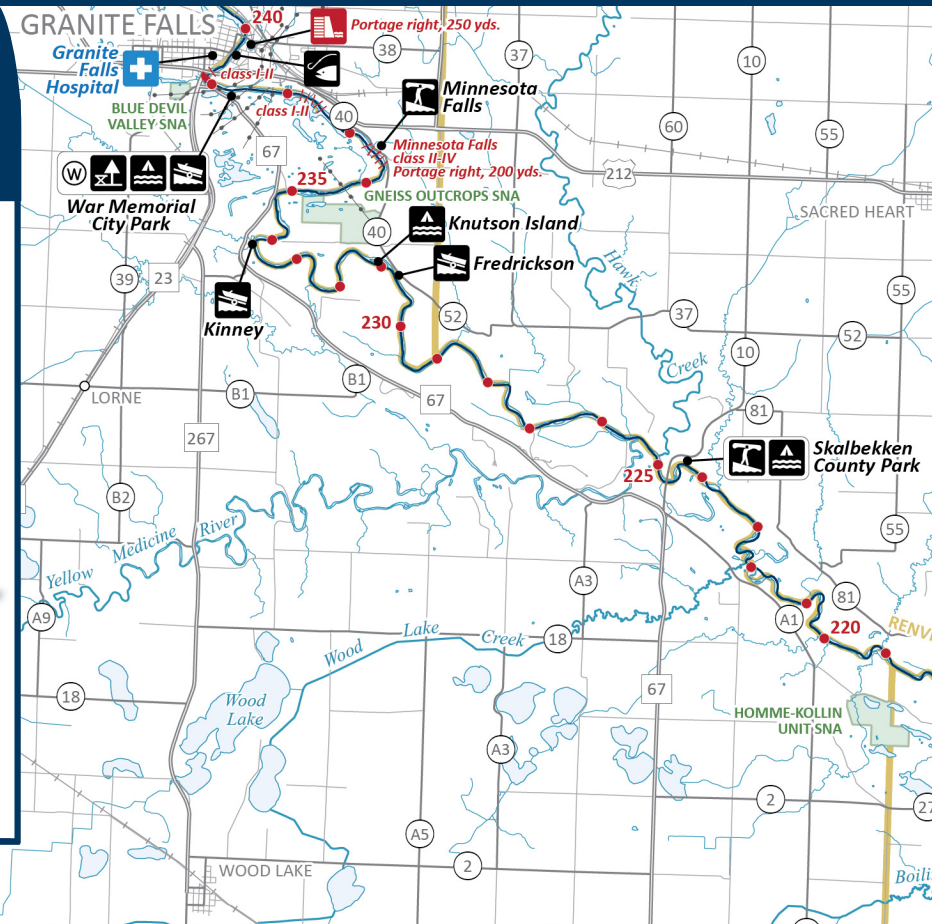 GRANITE FALLS
240
Portage right, 250 yds.
38
37
10
Granite
Falls
Hospital
class I-II
BLUE DEVIL
VALLEY SNA
class I-II
40
Minnesota
Falls
60
55
67
Minnesota Falls
class II-IV
Portage right, 200 yds.
212
W
War Memorial
City Park
235
GNEISS OUTCROPS SNA
SACRED HEART
40
Knutson Island
Fredrickson
Hawk
Creek
39
23
Kinney
55
230
52
37
52
10
B1
B1
LORNE
67
81
267
Skalbekken
County Park
225
B2
55
Yellow Medicine River
A3
A9
81
A1
220
RENVI
Wood Lake Creek
18
18
67
Wood
Lake
HOMME-KOLLIN
UNIT SNA
A3
2
27
A5
2
WOOD LAKE
Boili